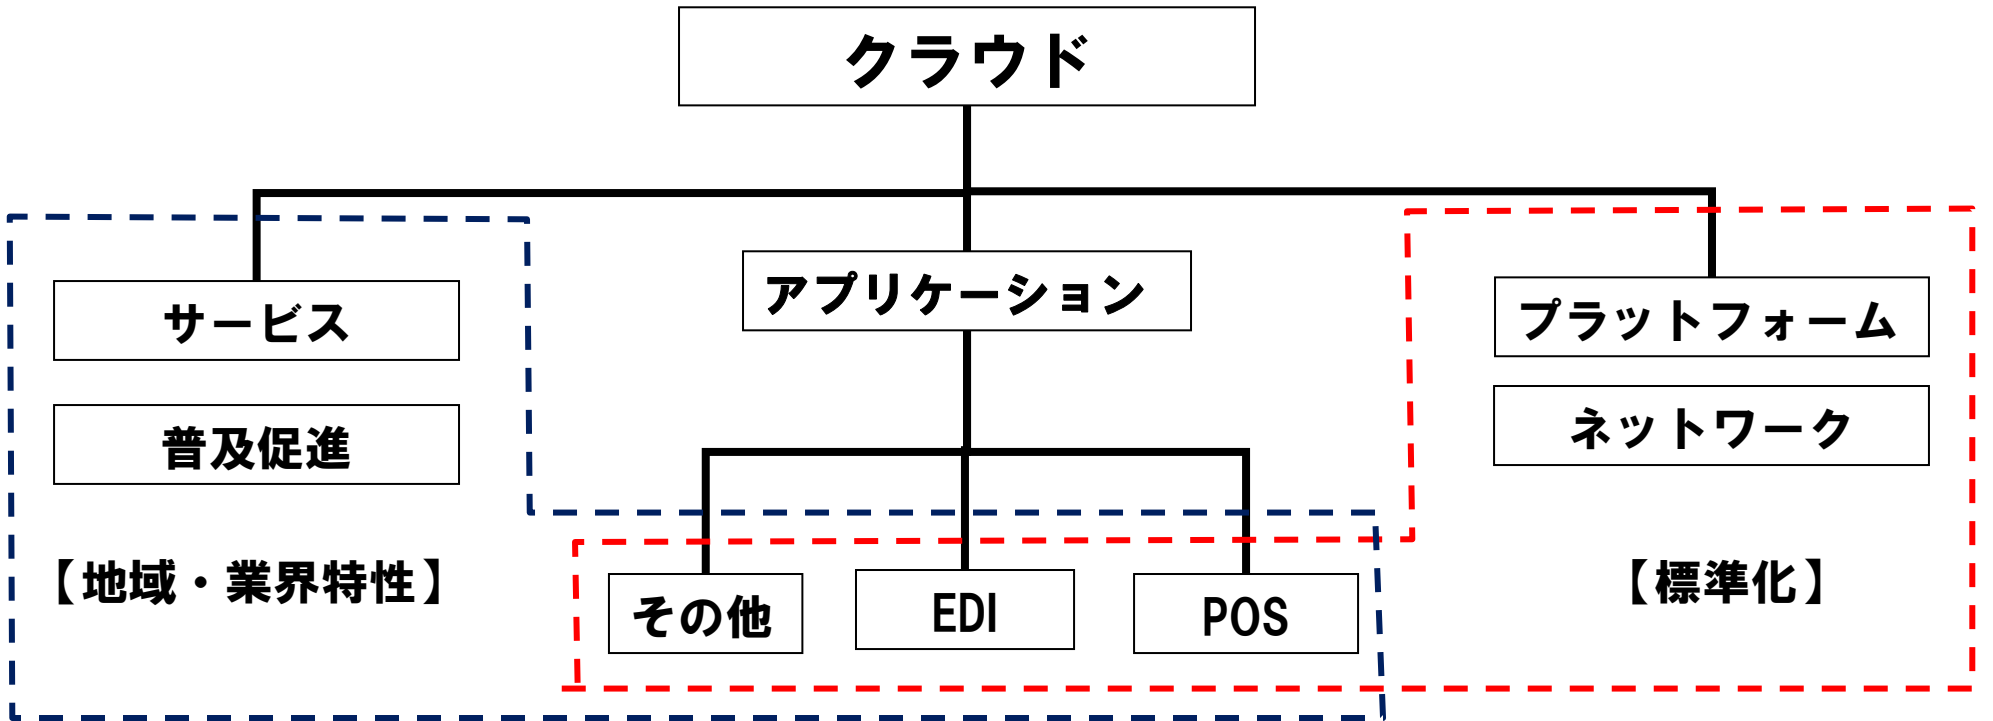 クラウド
アプリケーション
サービス
プラットフォーム
普及促進
ネットワーク
【地域・業界特性】
【標準化】
その他
EDI
POS